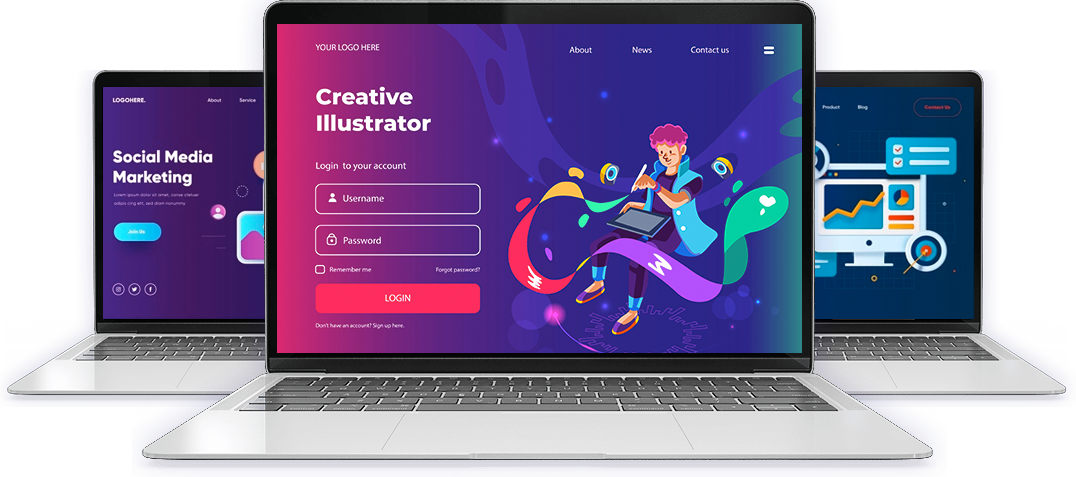 LOGOHERE.
About
Service
Social Media
Marketing
Lorem ipsum dolor sit amet, conse ctetuer
adipis cing elit, sed diam nonummy
Join Us
YOUR LOGO HERE
About
News
Contact us
Creative
Illustrator
Login to your account
Username
Password
Remember me
Forgot password?
LOGIN
Don't have an account? Sign up here.
Product
Blog
Contact Us